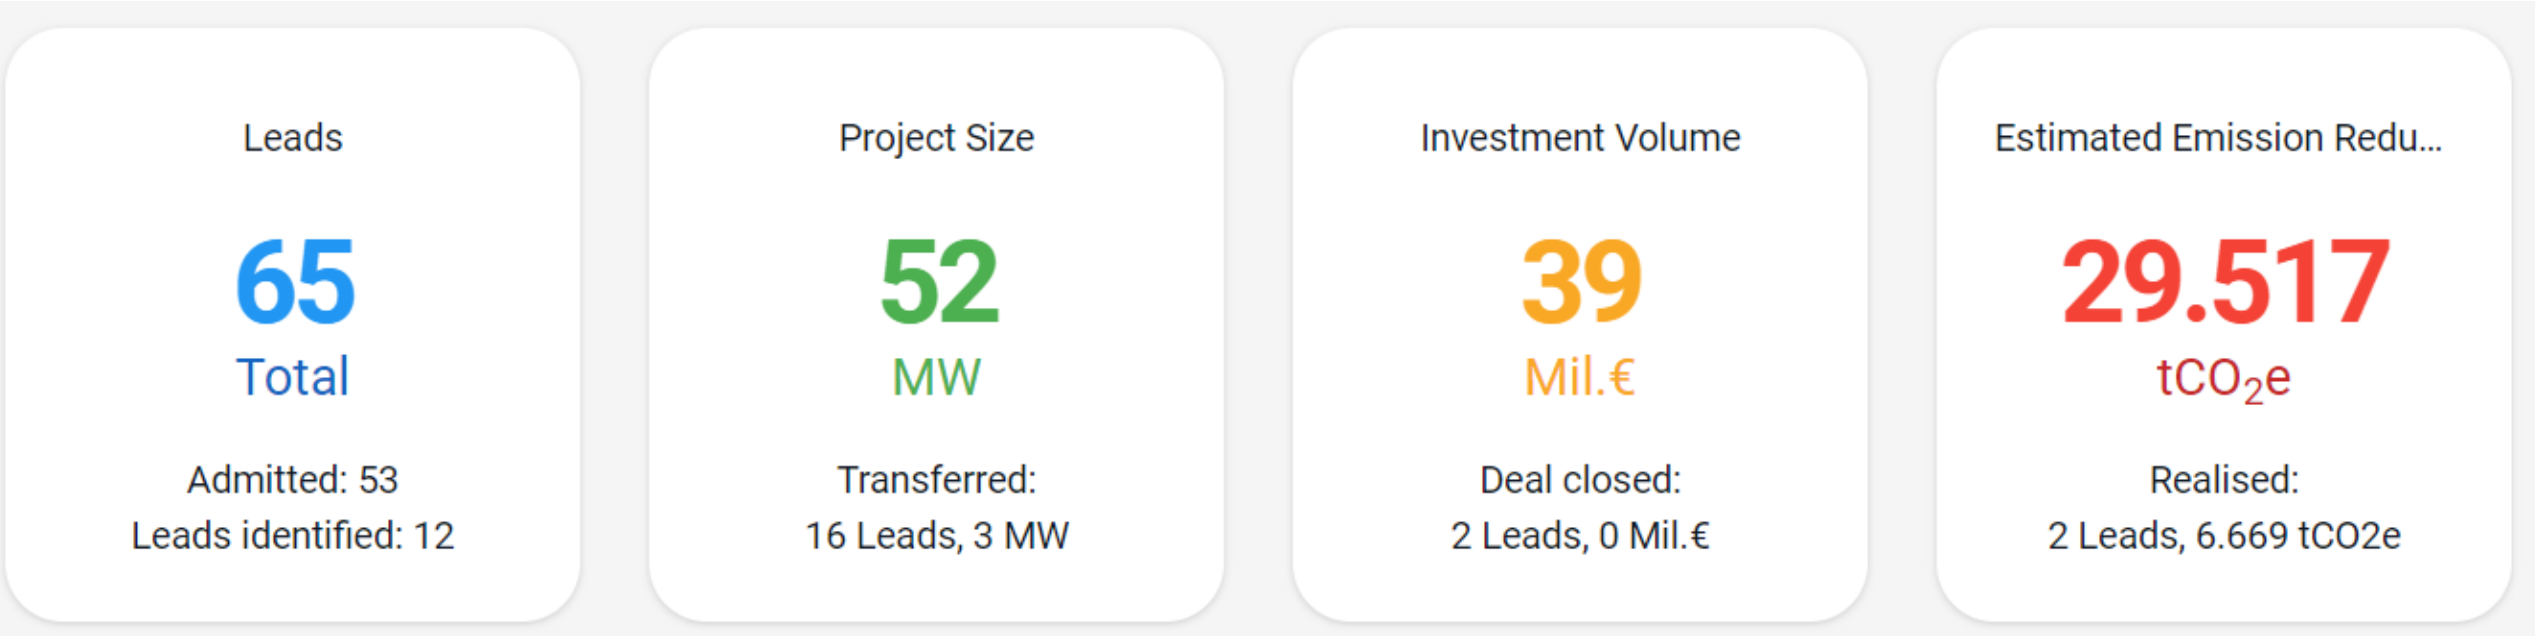 Leads
65
Total
Admitted: 53
Leads identified: 12
Project Size
52
MW
Transferred:
16 Leads, 3 MW
Investment Volume
39
Mil.€
Deal closed:
2 Leads, 0 Mil.€
Estimated Emission Redu...
29.517
tCO₂e
Realised:
2 Leads, 6.669 tCO2e